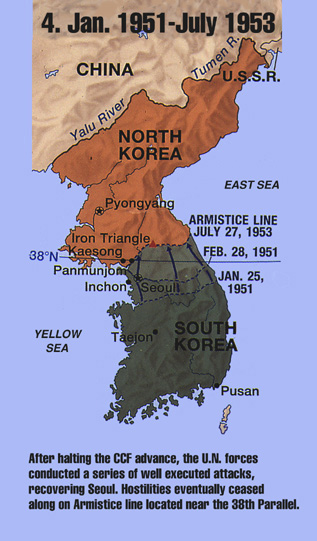 4. Jan. 1951-July 1953
Tumen R.
CHINA
U.S.S.R.
Yalu River
NORTH
KOREA
EAST SEA
Pyongyang
ARMISTICE LINE
JULY 27, 1953
Iron Triangle
Kaesong
FEB. 28, 1951
38°N
Panmunjom
JAN. 25,
1951
Inchon
Seoul
YELLOW
SEA
Taejon
SOUTH
KOREA
Pusan
After halting the CCF advance, the U.N. forces
conducted a series of well executed attacks,
recovering Seoul. Hostilities eventually ceased
along on Armistice line located near the 38th Parallel.